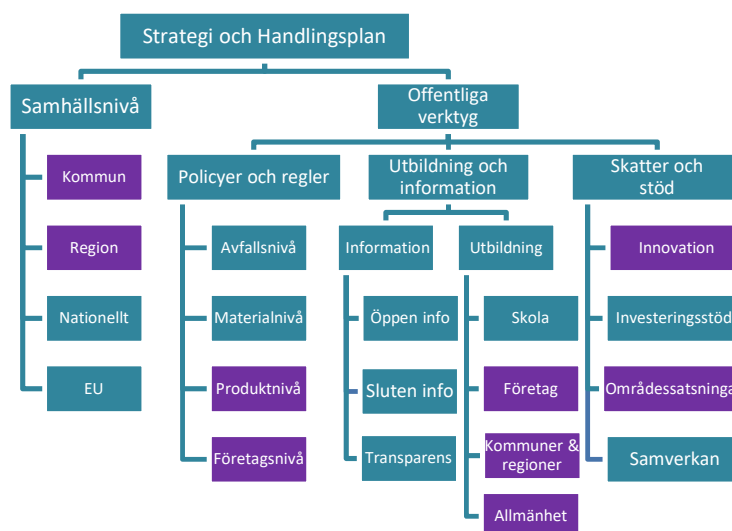 Strategi och Handlingsplan
Samhällsnivå
Offentliga
verktyg
Kommun
Region
Nationellt
EU
Policyer och regler
Avfallsnivå
Materialnivå
Produktnivå
Företagsnivå
Utbildning och
information
Information
Öppen info
Sluten info
Transparens
Utbildning
Skola
Företag
Kommuner &
regioner
Allmänhet
Skatter och
stöd
Innovation
Investeringsstöd
Områdessatsninga
Samverkan